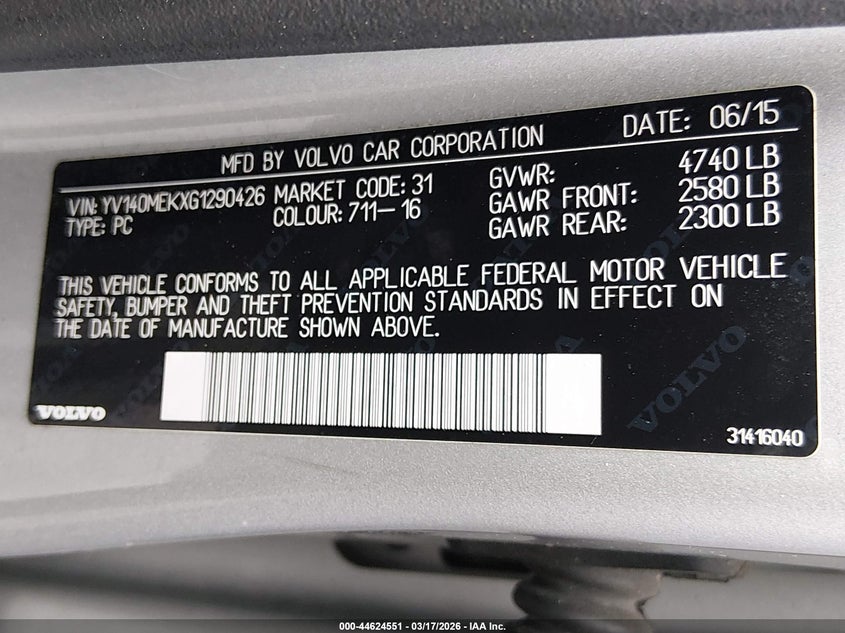 MFD BY VOLVO CAR CORPORATION DATE: 06/15
VIN: YV140MEKXG1290426 MARKET CODE: 31 GVWR: 4740 LB
TYPE: PC COLOUR: 711-16 GAWR FRONT: 2580 LB
GAWR REAR: 2300 LB
THIS VEHICLE CONFORMS TO ALL APPLICABLE FEDERAL MOTOR VEHICLE
SAFETY, BUMPER AND THEFT PREVENTION STANDARDS IN EFFECT ON
THE DATE OF MANUFACTURE SHOWN ABOVE.
VOLVO
VOLVO
31416040
000-44624551 — 03/17/2026 — IAA Inc.